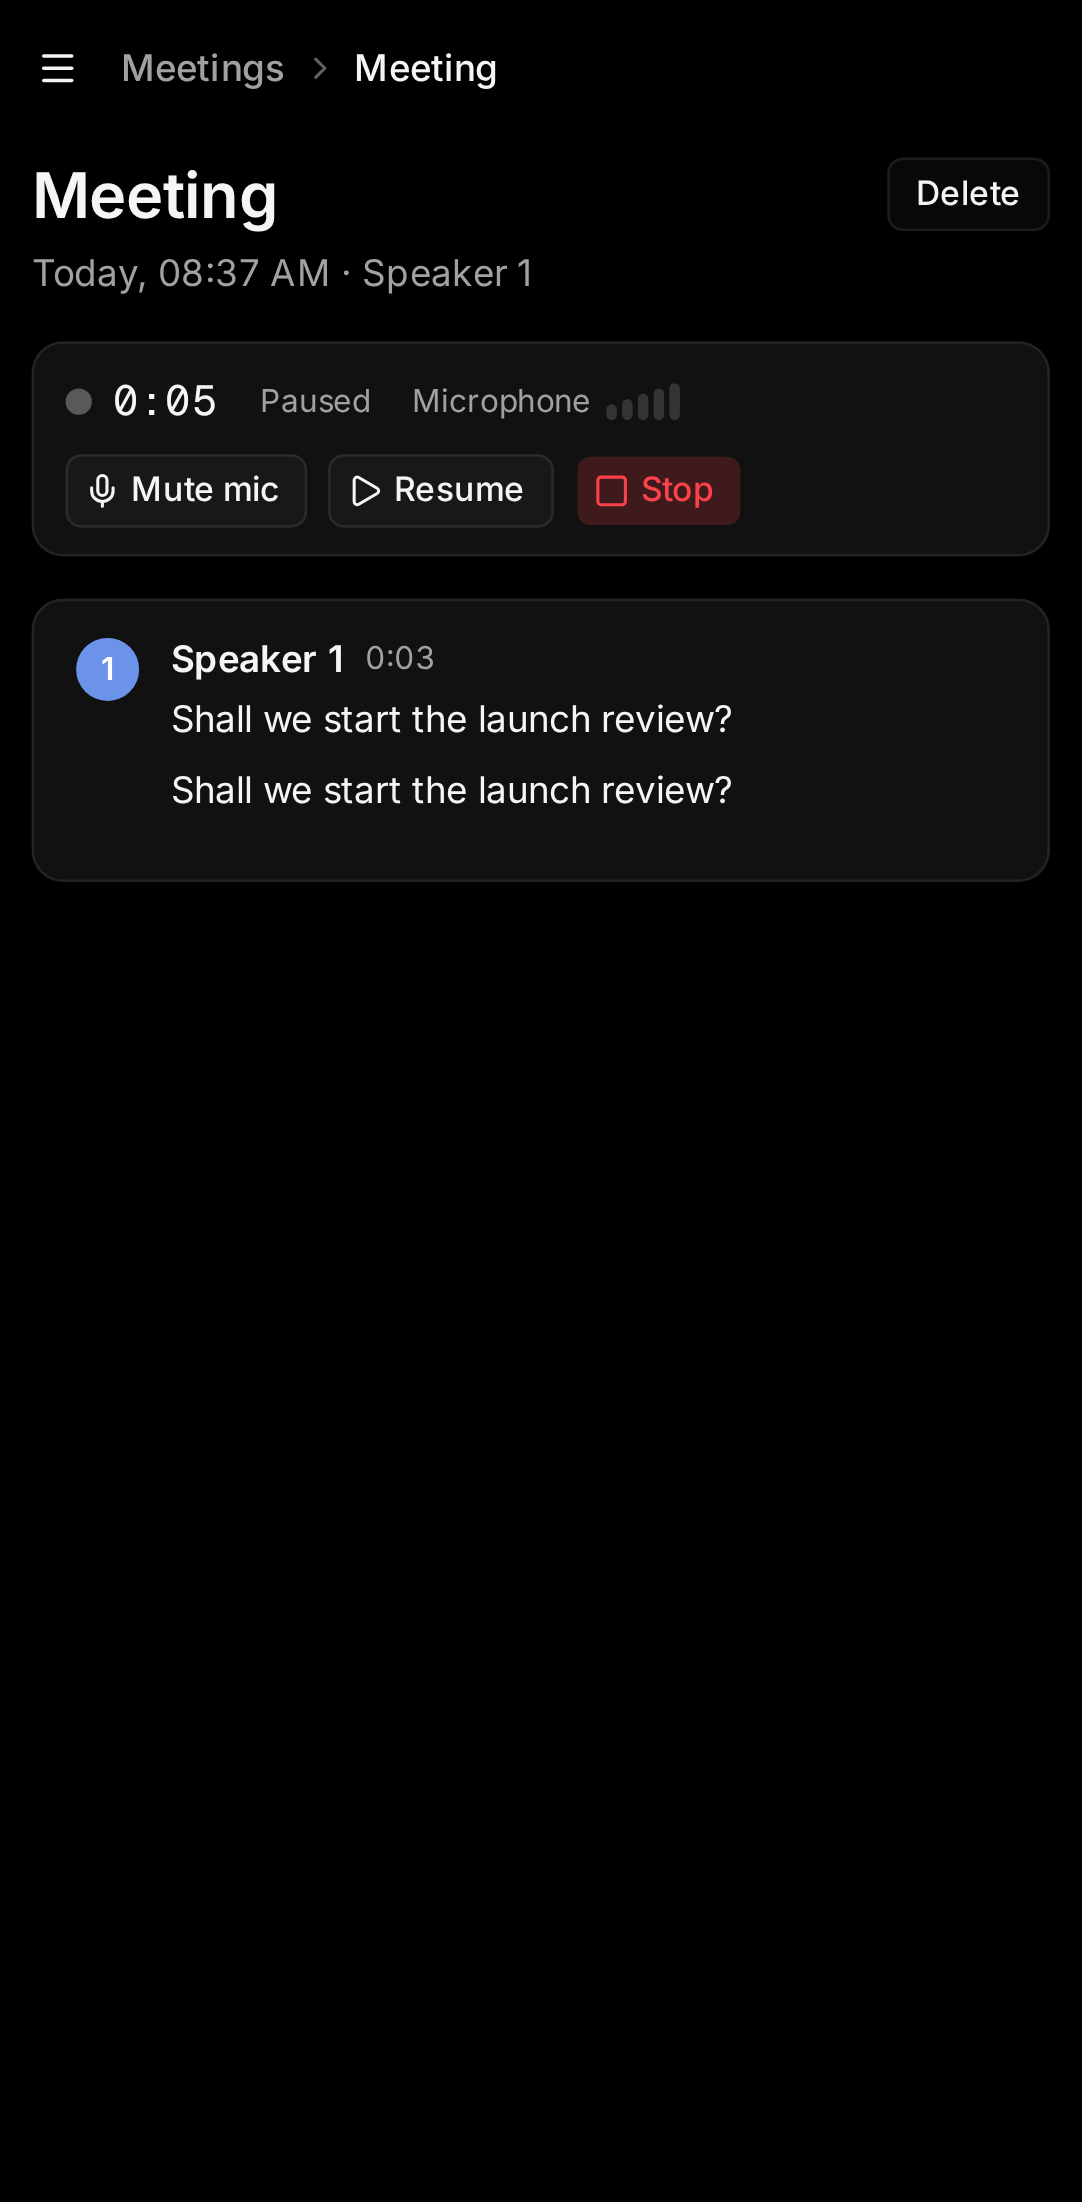 Meetings > Meeting
Meeting
Delete
Today, 08:37 AM · Speaker 1
0:05 Paused Microphone
Mute mic Resume Stop
1 Speaker 1 0:03
Shall we start the launch review?
Shall we start the launch review?